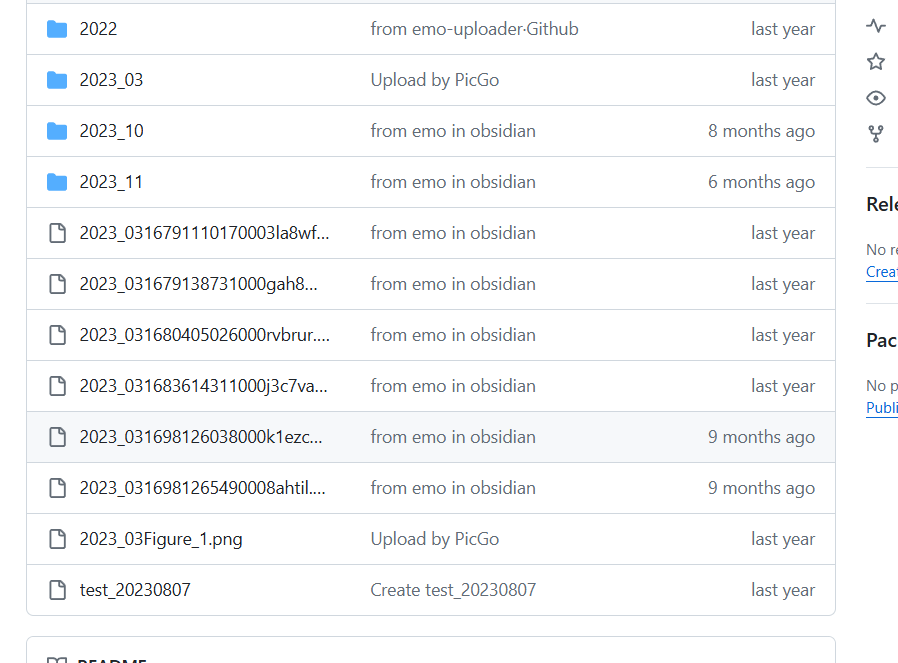 2022 from emo-uploader·Github last year
2023_03 Upload by PicGo last year
2023_10 from emo in obsidian 8 months ago
2023_11 from emo in obsidian 6 months ago
2023_0316791110170003la8wf... from emo in obsidian last year
2023_031679138731000gah8... from emo in obsidian last year
2023_031680405026000rvbrur.... from emo in obsidian last year
2023_031683614311000j3c7va... from emo in obsidian last year
2023_031698126038000k1ezc... from emo in obsidian 9 months ago
2023_0316981265490008ahtil.... from emo in obsidian 9 months ago
2023_03Figure_1.png Upload by PicGo last year
test_20230807 Create test_20230807 last year
README
Rele
No re
Creat
Pac
No p
Publi